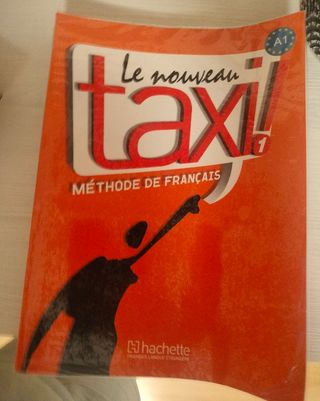 A1
Le nouveau
taxi!
1
MÉTHODE DE FRANÇAIS
hachette
FRANÇAIS LANGUE ÉTRANGÈRE